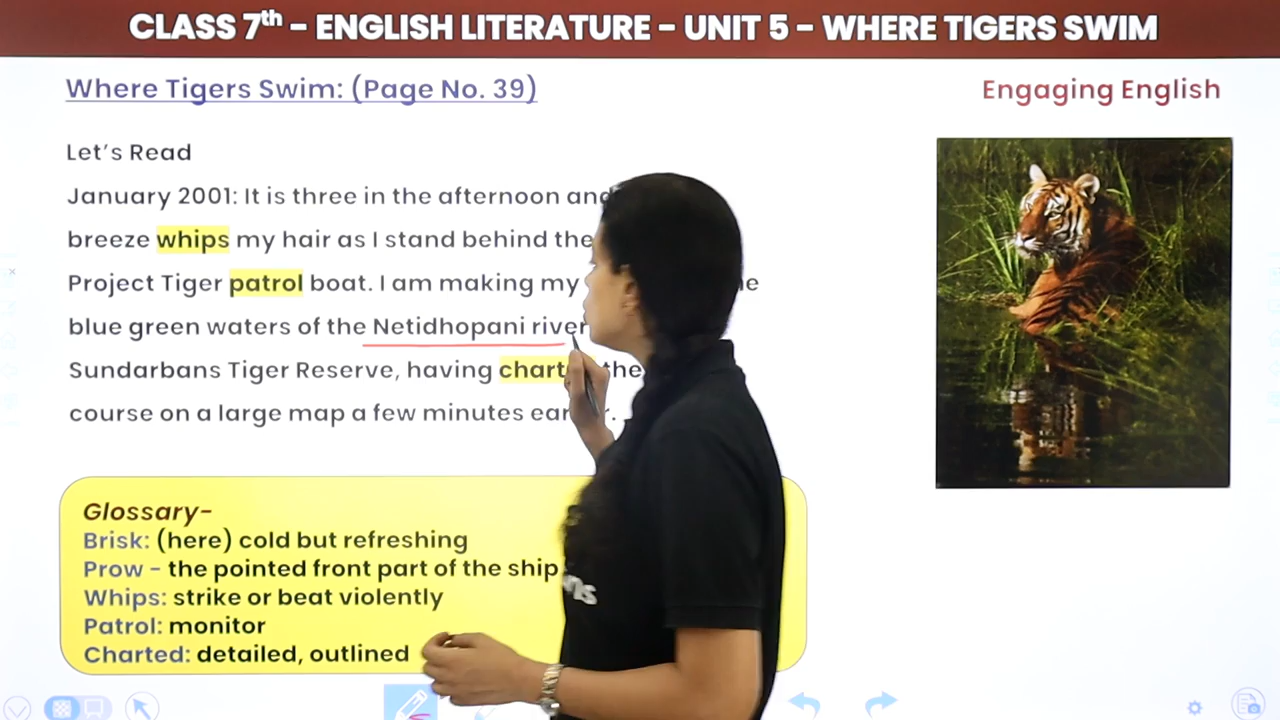 CLASS 7th - ENGLISH LITERATURE - UNIT 5 - WHERE TIGERS SWIM
Where Tigers Swim: (Page No. 39)
Engaging English
Let's Read
January 2001: It is three in the afternoon and
breeze whips my hair as I stand behind the
Project Tiger patrol boat. I am making my
blue green waters of the Netidhopani river
Sundarbans Tiger Reserve, having the
course on a large map a few minutes
Glossary-
Brisk: (here) cold but refreshing
Prow - the pointed front part of the ship
Whips: strike or beat violently
Patrol: monitor
Charted: detailed, outlined